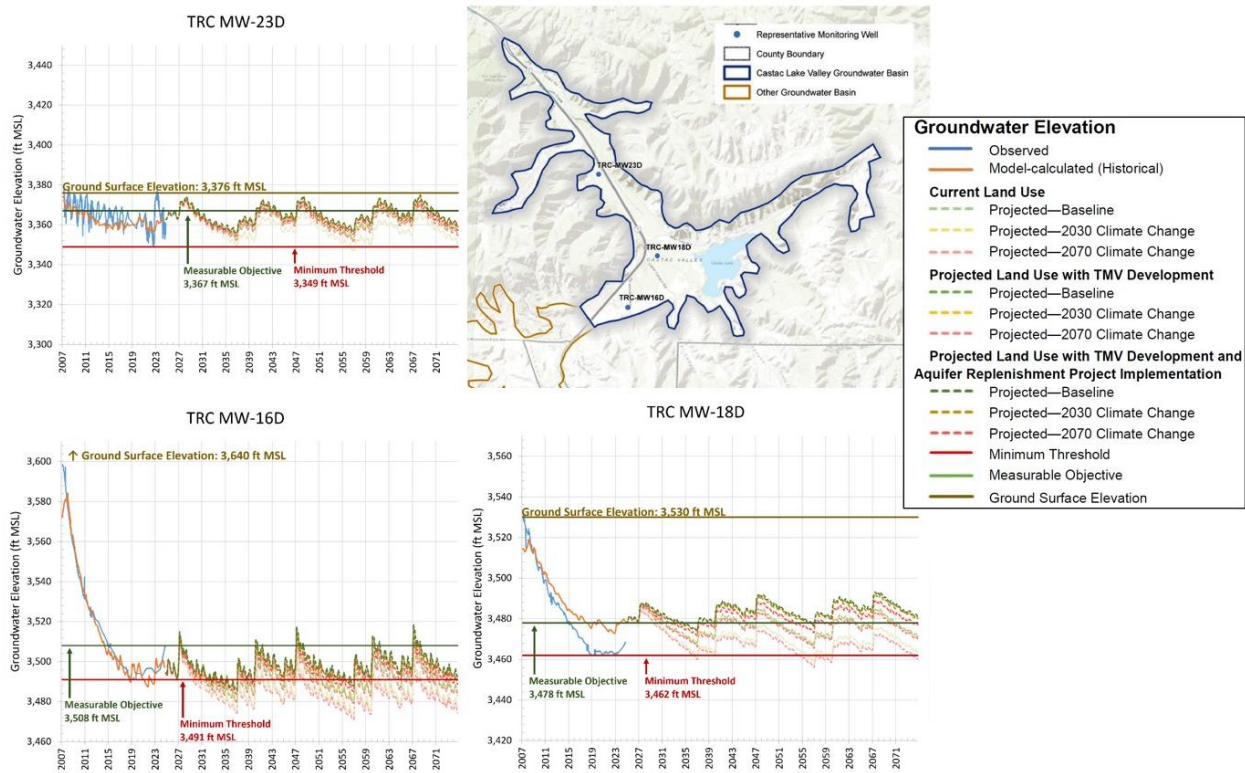 TRC MW-23D
Groundwater Elevation (ft MSL)
3,440
3,420
3,400
3,380
3,360
3,340
3,320
3,300
Ground Surface Elevation: 3,376 ft MSL
Measurable Objective
3,367 ft MSL
Minimum Threshold
3,349 ft MSL
2007
2011
2015
2019
2023
2027
2031
2035
2039
2043
2047
2051
2055
2059
2063
2067
2071
Representative Monitoring Well
County Boundary
Castac Lake Valley Groundwater Basin
Other Groundwater Basin
TRC-MW23D
TRC-MW18D
CASTAC VALLEY
TRC-MW16D
Groundwater Elevation
Observed
Model-calculated (Historical)
Current Land Use
Projected—Baseline
Projected—2030 Climate Change
Projected—2070 Climate Change
Projected Land Use with TMV Development
Projected—Baseline
Projected—2030 Climate Change
Projected—2070 Climate Change
Projected Land Use with TMV Development and
Aquifer Replenishment Project Implementation
Projected—Baseline
Projected—2030 Climate Change
Projected—2070 Climate Change
Minimum Threshold
Measurable Objective
Ground Surface Elevation
TRC MW-16D
Groundwater Elevation (ft MSL)
3,600
3,580
3,560
3,540
3,520
3,500
3,480
3,460
↑ Ground Surface Elevation: 3,640 ft MSL
Measurable Objective
3,508 ft MSL
Minimum Threshold
3,491 ft MSL
2007
2011
2015
2019
2023
2027
2031
2035
2039
2043
2047
2051
2055
2059
2063
2067
2071
TRC MW-18D
Groundwater Elevation (ft MSL)
3,560
3,540
3,520
3,500
3,480
3,460
3,440
3,420
Ground Surface Elevation: 3,530 ft MSL
Measurable Objective
3,478 ft MSL
Minimum Threshold
3,462 ft MSL
2007
2011
2015
2019
2023
2027
2031
2035
2039
2043
2047
2051
2055
2059
2063
2067
2071